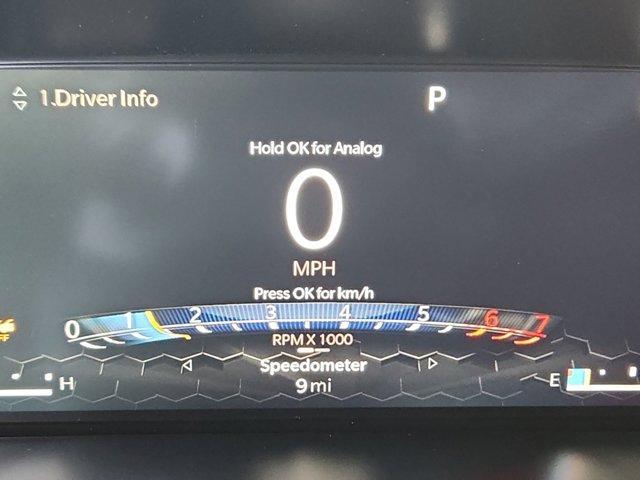 1.Driver Info
P
Hold OK for Analog
0
MPH
Press OK for km/h
0 1 2 3 4 5 6 7
RPM X 1000
Speedometer
H
E
9 mi